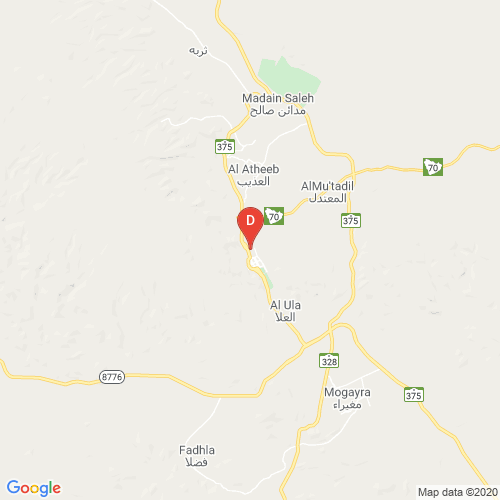 ثربه
Madain Saleh
مدائن صالح
375
Al Atheeb
العذيب
70
AlMu'tadil
المعتدل
375
70
D
Al Ula
العلا
328
8776
Mogayra
مغيراء
375
Fadhla
فضلا
Google
Map data ©2020